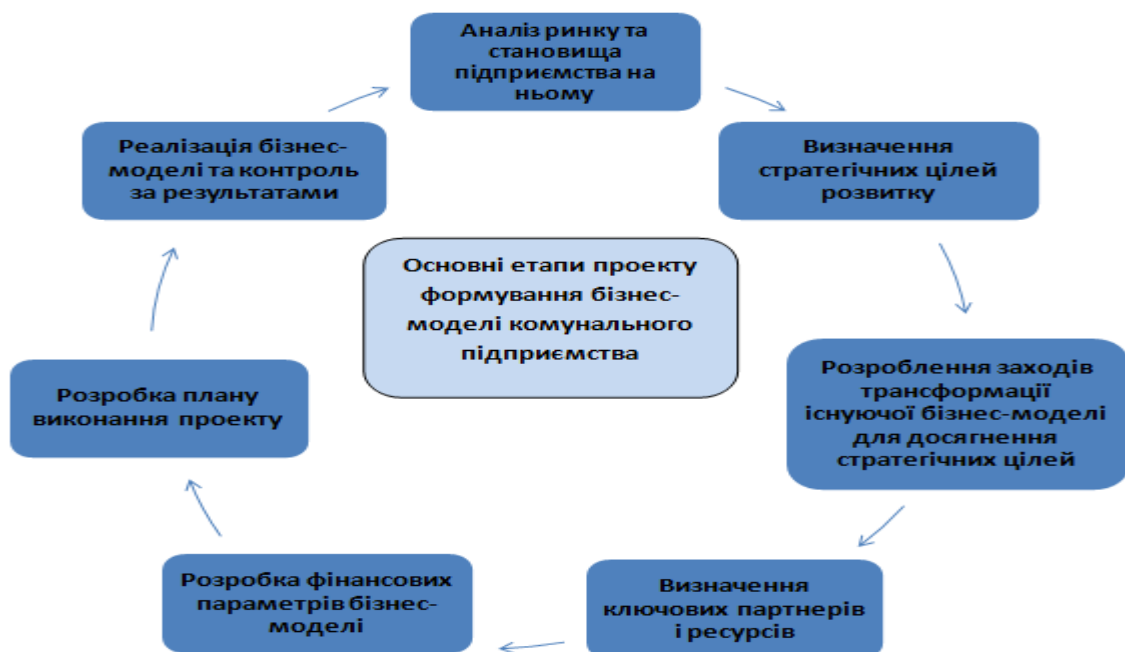 Аналіз ринку та
становища
підприємства на
ньому
Визначення
стратегічних цілей
розвитку
Розроблення заходів
трансформації
існуючої бізнес-моделі
для досягнення
стратегічних цілей
Визначення
ключових партнерів
і ресурсів
Розробка фінансових
параметрів бізнес-
моделі
Розробка плану
виконання проекту
Реалізація бізнес-
моделі та контроль
за результатами
Основні етапи проекту
формування бізнес-
моделі комунального
підприємства